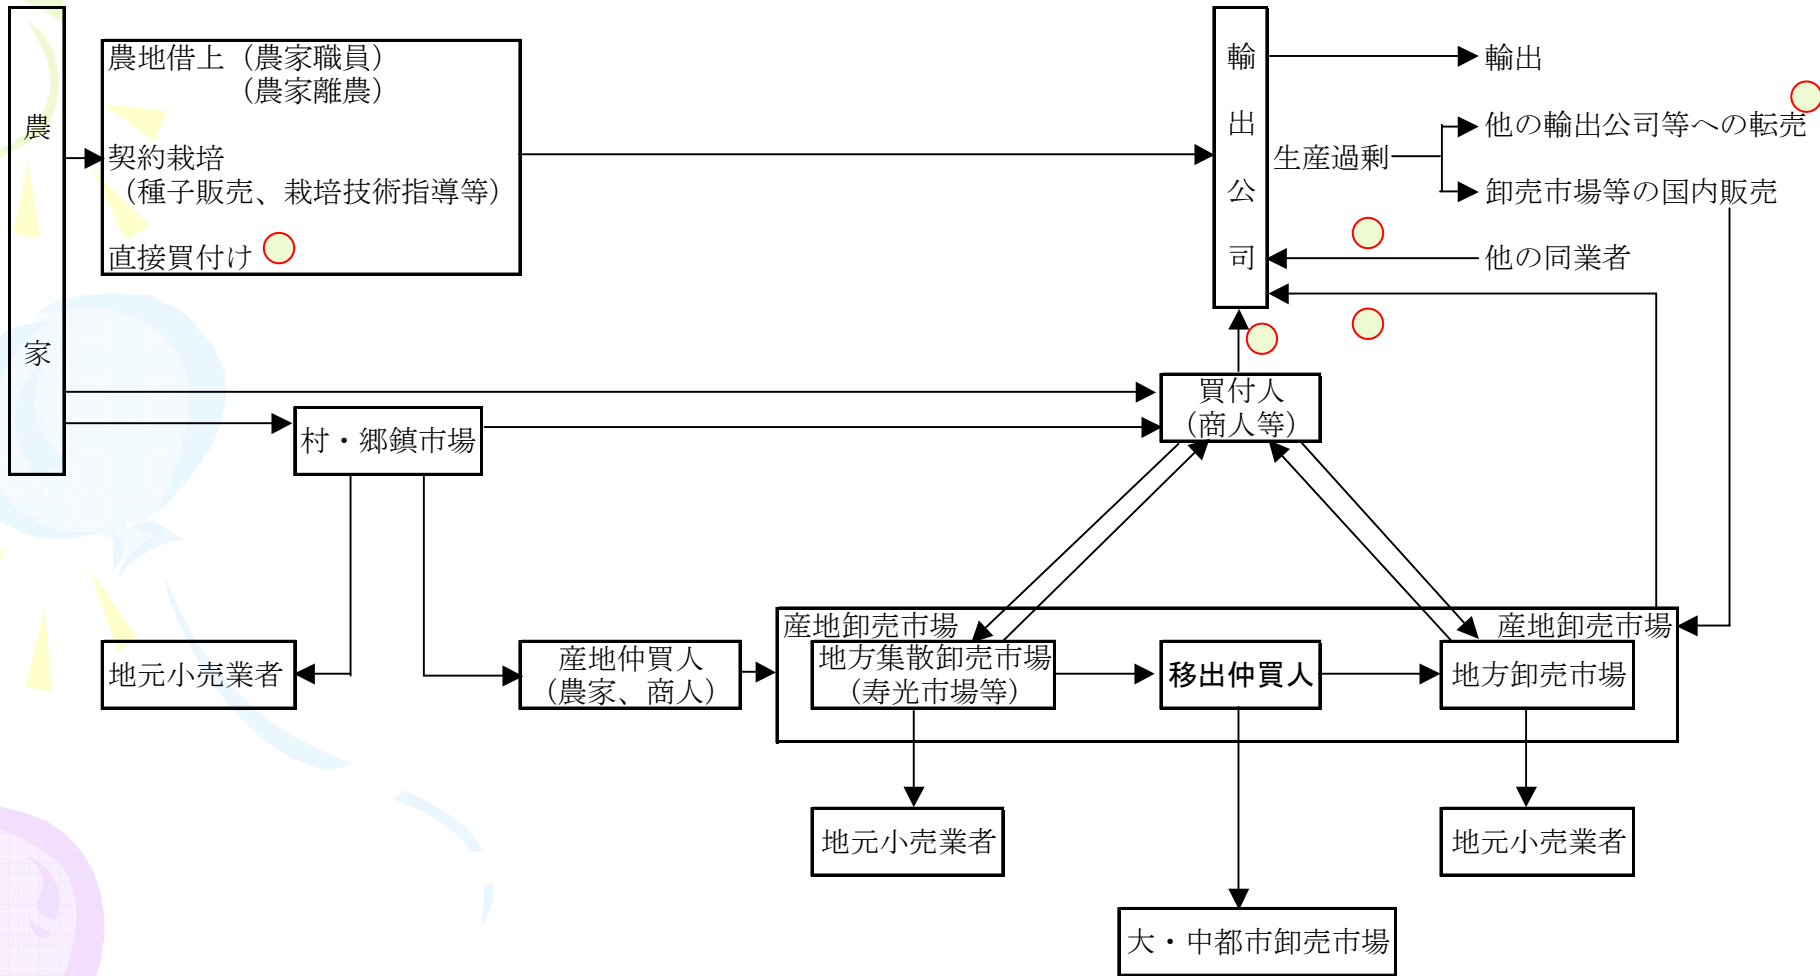 農家
農地借上（農家職員）
（農家離農）
契約栽培
（種子販売、栽培技術指導等）
直接買付け
輸出公司
輸出
生産過剰
他の輸出公司等への転売
卸売市場等の国内販売
他の同業者
買付人
（商人等）
村・郷鎮市場
産地卸売市場
産地卸売市場
地元小売業者
産地仲買人
（農家、商人）
地方集散卸売市場
（寿光市場等）
移出仲買人
地方卸売市場
地元小売業者
地元小売業者
大・中都市卸売市場